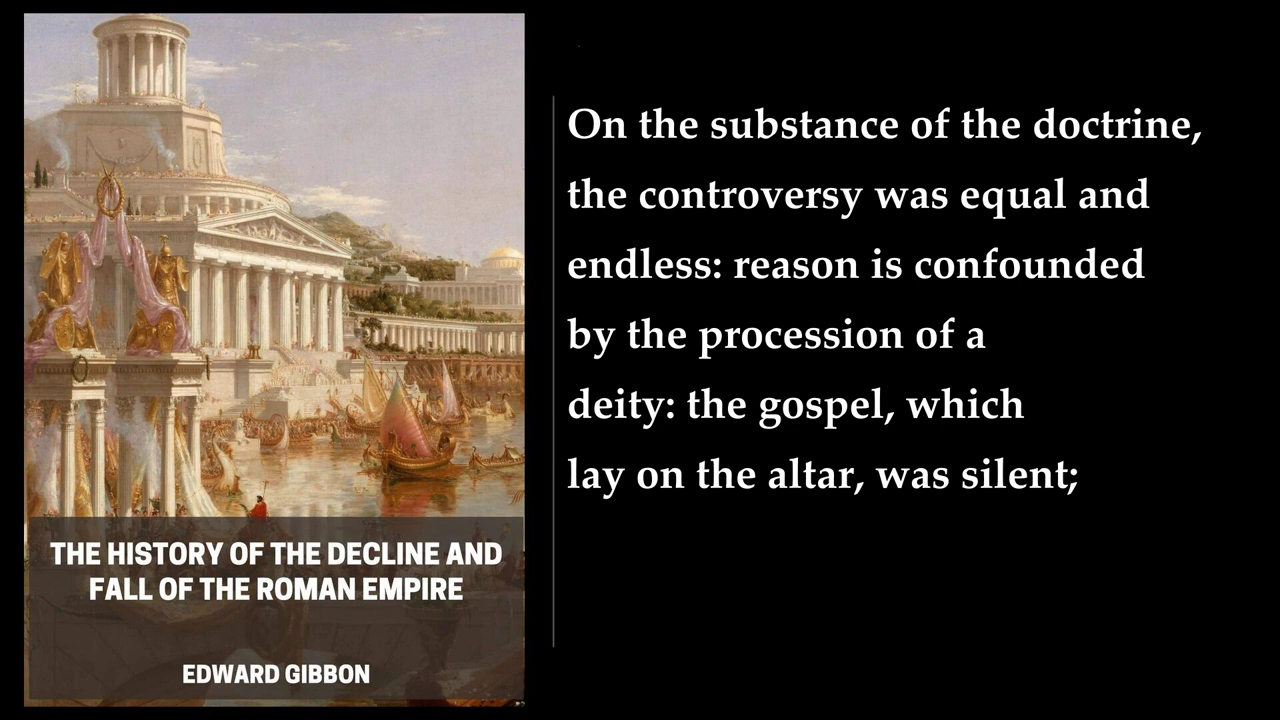 On the substance of the doctrine,
the controversy was equal and
endless: reason is confounded
by the procession of a
deity: the gospel, which
lay on the altar, was silent;
THE HISTORY OF THE DECLINE AND
FALL OF THE ROMAN EMPIRE
EDWARD GIBBON